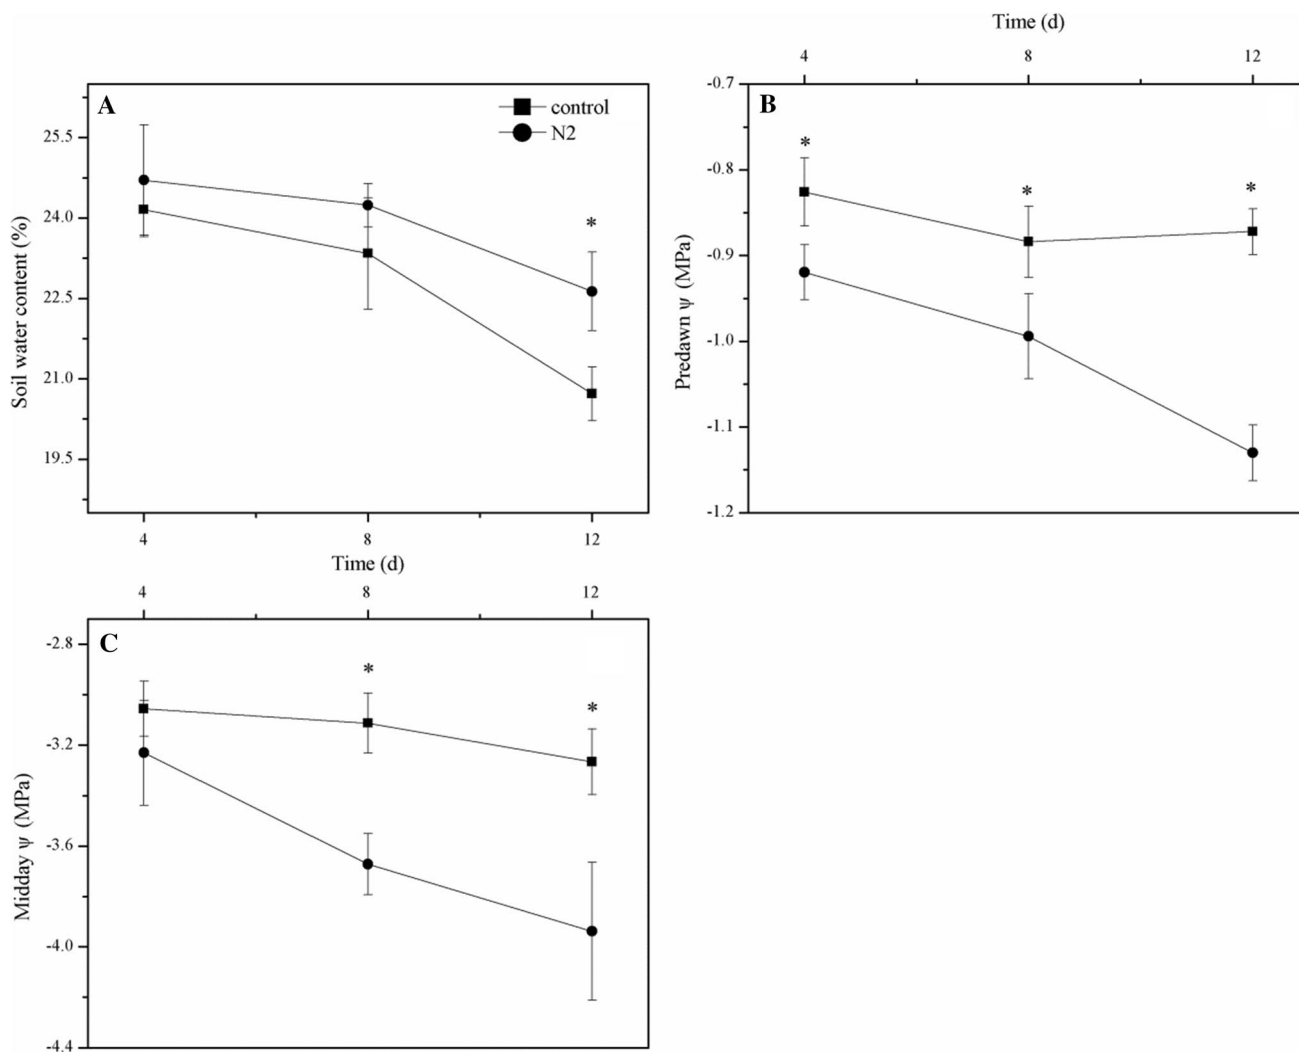 A
control
N2
25.5
24.0
22.5
21.0
19.5
*
Soil water content (%)
4 8 12
Time (d)
Time (d)
4 8 12
B
-0.7
-0.8
-0.9
-1.0
-1.1
-1.2
* * *
Predawn ψ (MPa)
4 8 12
C
-2.8
-3.2
-3.6
-4.0
-4.4
* *
Midday ψ (MPa)